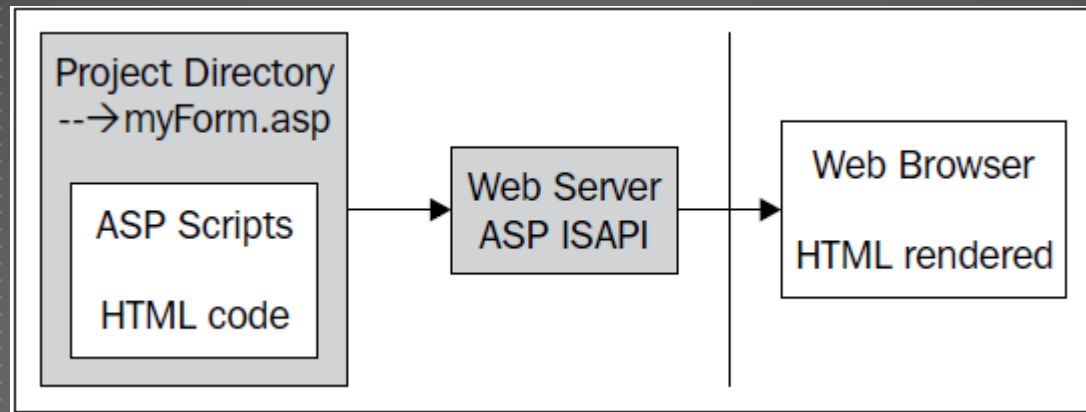 Project Directory
--→myForm.asp
ASP Scripts
HTML code
Web Server
ASP ISAPI
Web Browser
HTML rendered